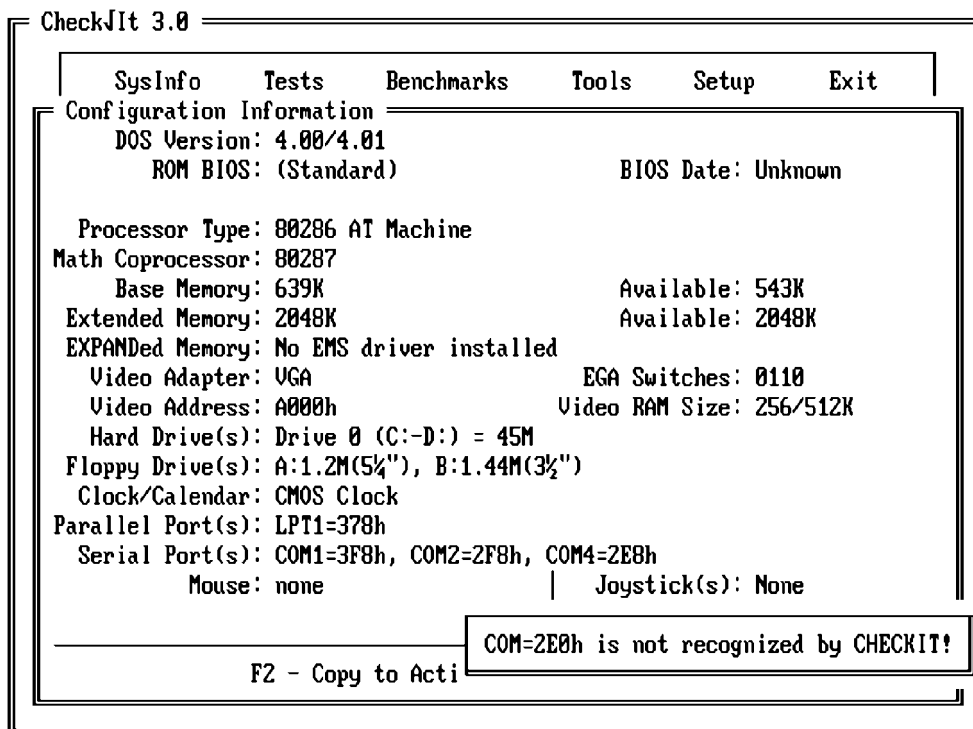 Check√It 3.0
SysInfo Tests Benchmarks Tools Setup Exit
Configuration Information
DOS Version: 4.00/4.01
ROM BIOS: (Standard) BIOS Date: Unknown
Processor Type: 80286 AT Machine
Math Coprocessor: 80287
Base Memory: 639K Available: 543K
Extended Memory: 2048K Available: 2048K
EXPANDed Memory: No EMS driver installed
Video Adapter: VGA EGA Switches: 0110
Video Address: A000h Video RAM Size: 256/512K
Hard Drive(s): Drive 0 (C:-D:) = 45M
Floppy Drive(s): A:1.2M(5¼"), B:1.44M(3½")
Clock/Calendar: CMOS Clock
Parallel Port(s): LPT1=378h
Serial Port(s): COM1=3F8h, COM2=2F8h, COM4=2E8h
Mouse: none Joystick(s): None
COM=2E0h is not recognized by CHECKIT!
F2 - Copy to Acti